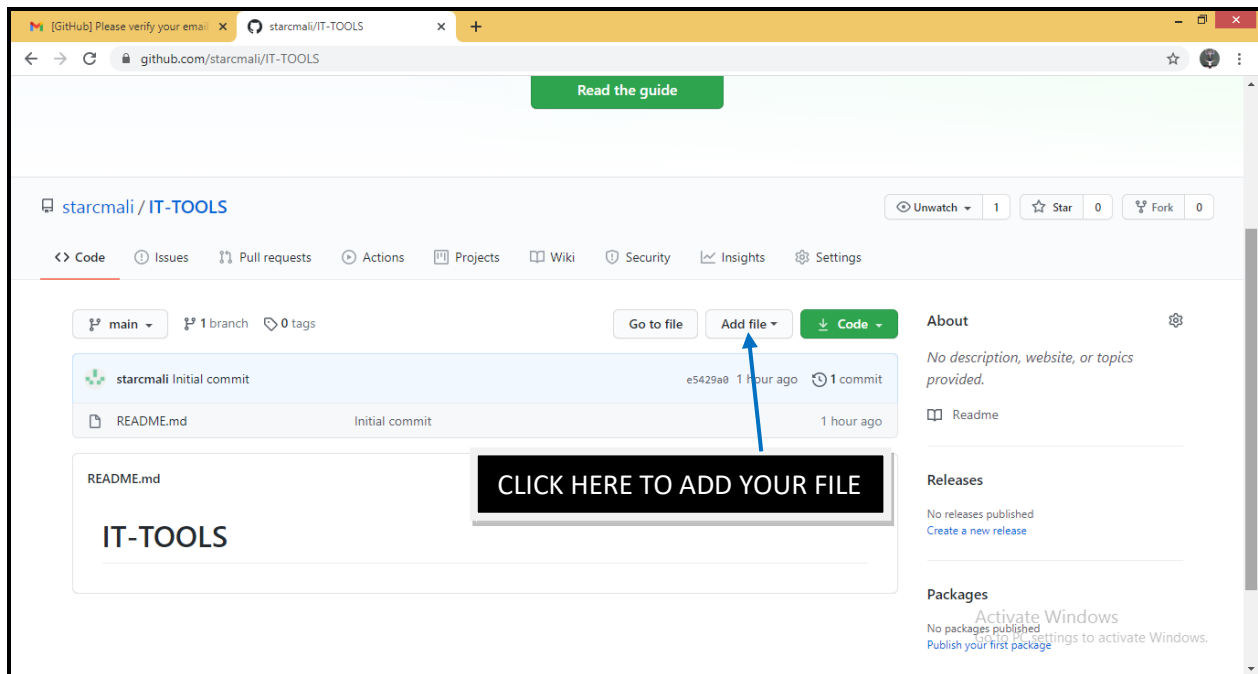 [GitHub] Please verify your email
starcmali/IT-TOOLS
github.com/starcmali/IT-TOOLS
Read the guide
starcmali / IT-TOOLS
Unwatch 1 Star 0 Fork 0
Code Issues Pull requests Actions Projects Wiki Security Insights Settings
main 1 branch 0 tags Go to file Add file Code
starcmali Initial commit e5429a0 1 hour ago 1 commit
README.md Initial commit 1 hour ago
README.md
IT-TOOLS
CLICK HERE TO ADD YOUR FILE
About
No description, website, or topics
provided.
Readme
Releases
No releases published
Create a new release
Packages
No packages published
Publish your first package
Activate Windows
Go to PC settings to activate Windows.